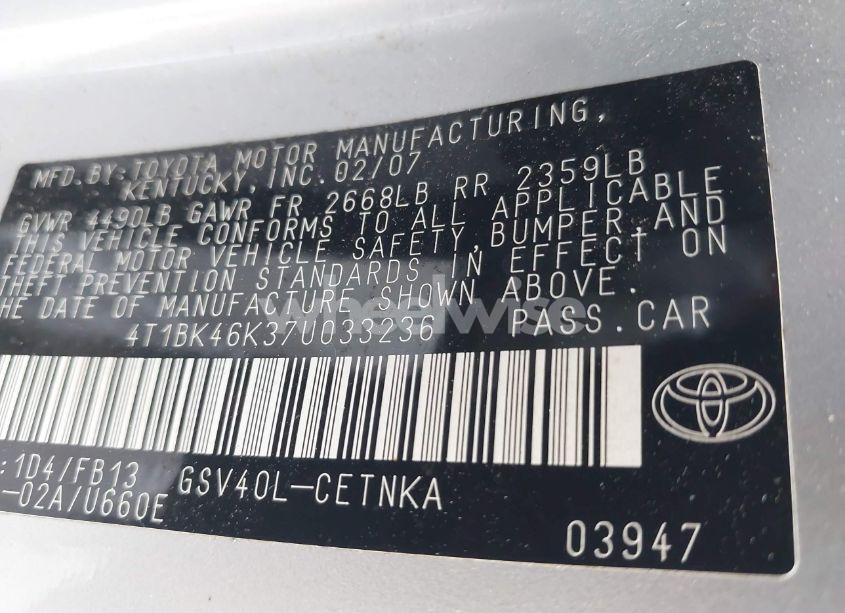 MFD.BY:TOYOTA MOTOR MANUFACTURING,
KENTUCKY,INC.02/07
GVWR 4490LB GAWR FR 2668LB RR 2359LB
THIS VEHICLE CONFORMS TO ALL APPLICABLE
FEDERAL MOTOR VEHICLE SAFETY,BUMPER,AND
THEFT PREVENTION STANDARDS IN EFFECT ON
HE DATE OF MANUFACTURE SHOWN ABOVE.
wheelwise
4T1BK46K37U033236 PASS.CAR
:1D4/FB13 GSV40L-CETNKA
-02A/U660E
03947